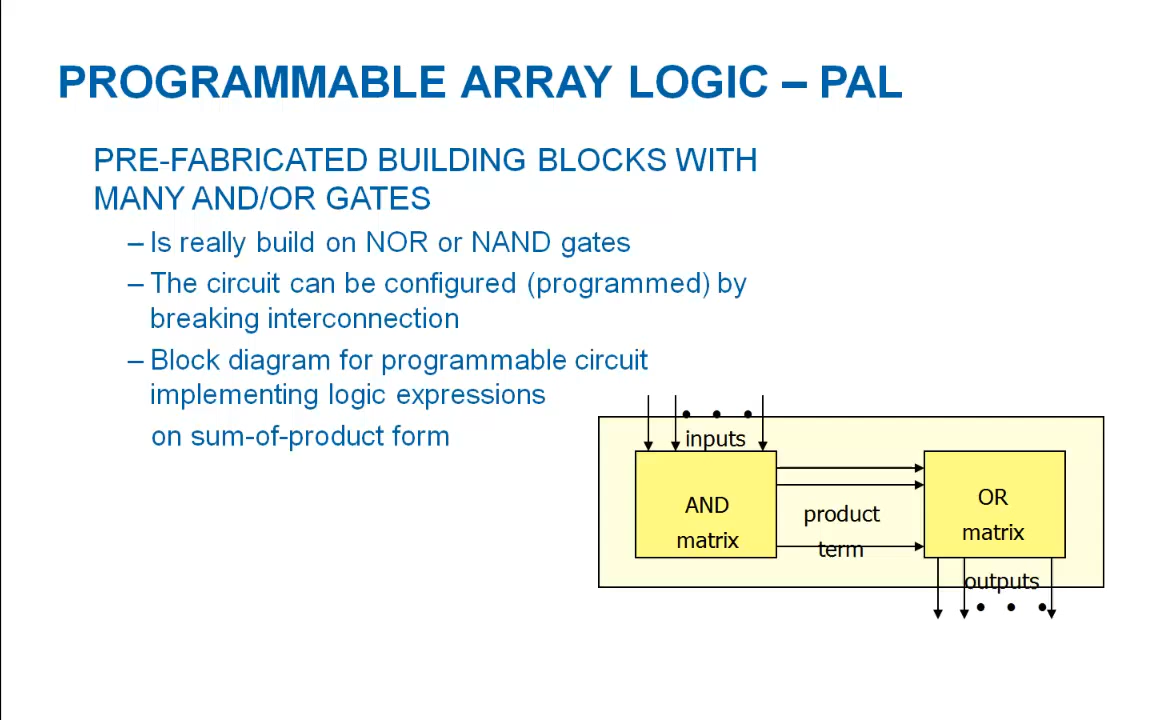 PROGRAMMABLE ARRAY LOGIC – PAL
PRE-FABRICATED BUILDING BLOCKS WITH
MANY AND/OR GATES
– Is really build on NOR or NAND gates
– The circuit can be configured (programmed) by
breaking interconnection
– Block diagram for programmable circuit
implementing logic expressions
on sum-of-product form
• • •
inputs
AND
matrix
product
term
OR
matrix
outputs
• • •